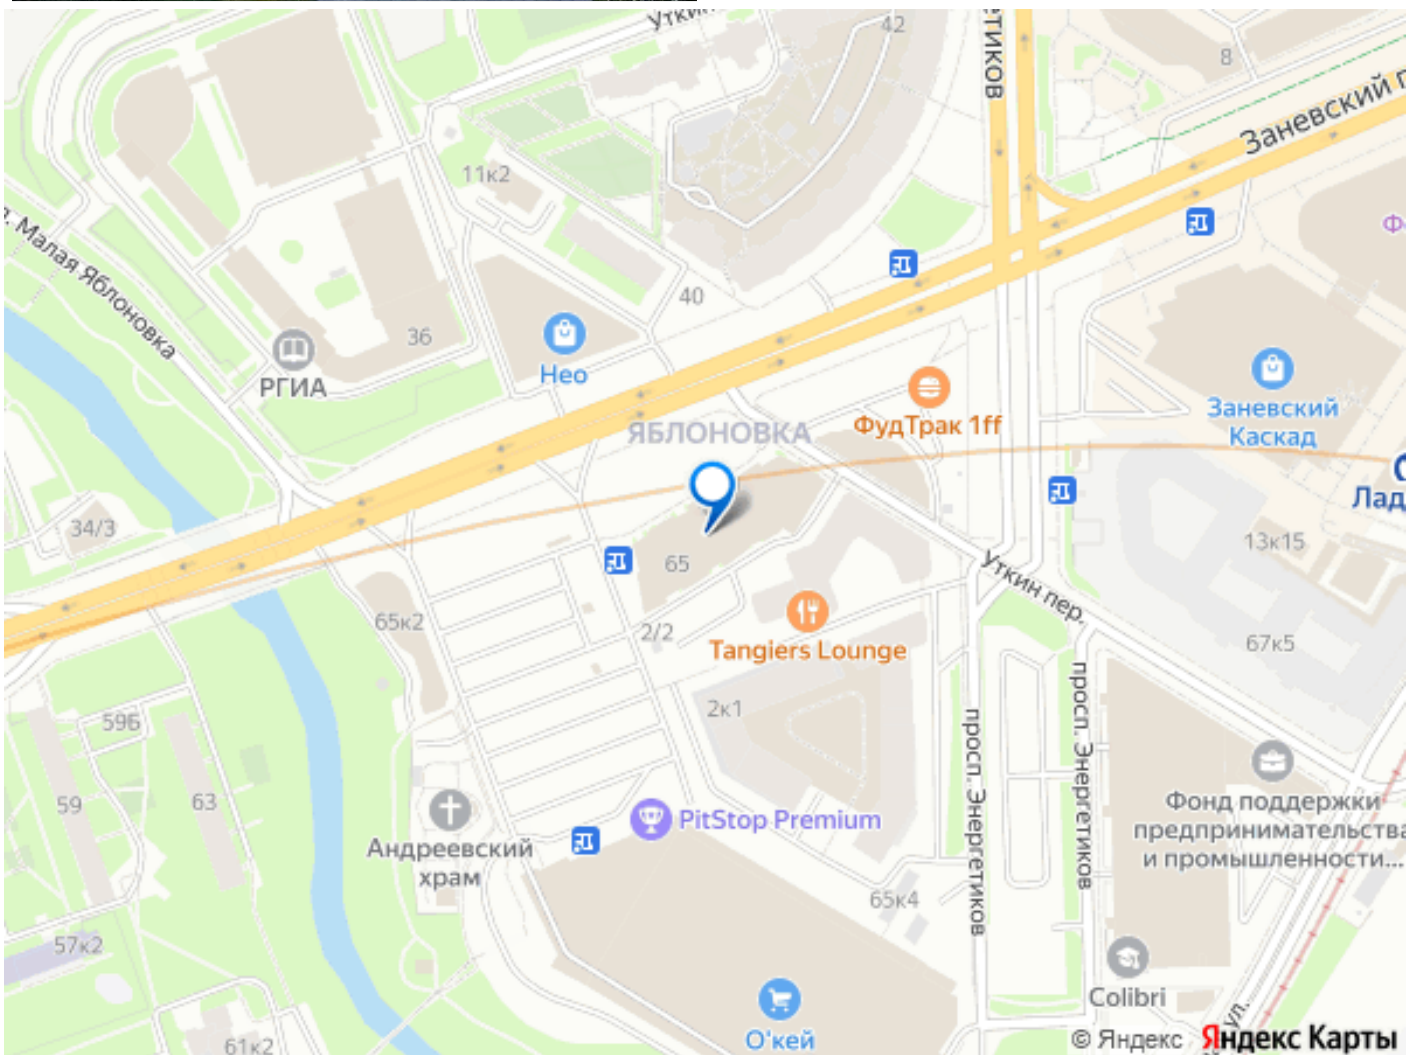 42
8
Заневский
11к2
Малая Яблоновка
40
36
РГИА
Нео
ЯБЛОНОВКА
ФудТрак 1ff
Заневский
Каскад
34/3
65
13к15
Уткин пер.
65к2
2/2
Tangiers Lounge
67к5
просп. Энергетиков
просп. Энергетиков
59Б
2к1
59
63
PitStop Premium
Фонд поддержки
предпринимательства
и промышленности...
Андреевский
храм
65к4
57к2
Colibri
О'кей
61к2
ул.
© Яндекс Яндекс Карты